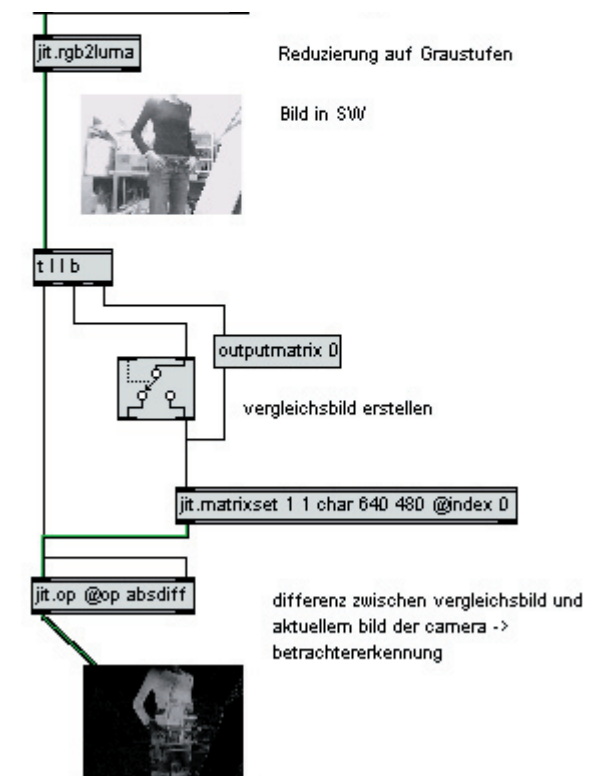 jit.rgb2luma
Reduzierung auf Graustufen
Bild in SW
t l l b
outputmatrix 0
vergleichsbild erstellen
jit.matrixset 1 1 char 640 480 @index 0
jit.op @op absdiff
differenz zwischen vergleichsbild und
aktuellem bild der camera ->
betrachtererkennung